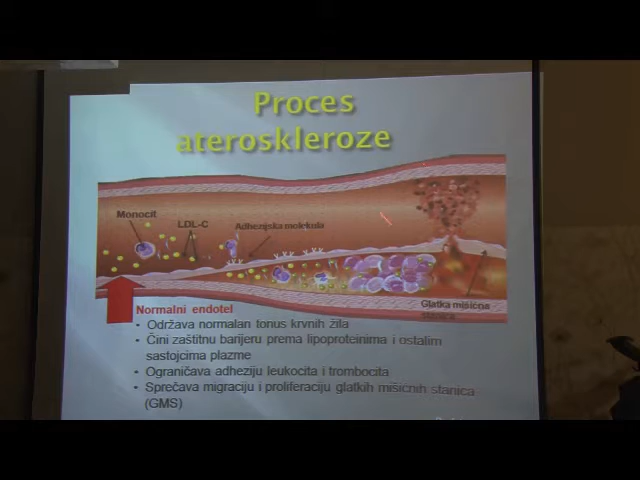 Proces
ateroskleroze
Monocit
LDL-C
Adhezijska molekula
Glatka mišićna
stanica
Normalni endotel
• Održava normalan tonus krvnih žila
• Čini zaštitnu barijeru prema lipoproteinima i ostalim
sastojcima plazme
• Ograničava adheziju leukocita i trombocita
• Sprečava migraciju i proliferaciju glatkih mišićnih stanica
(GMS)